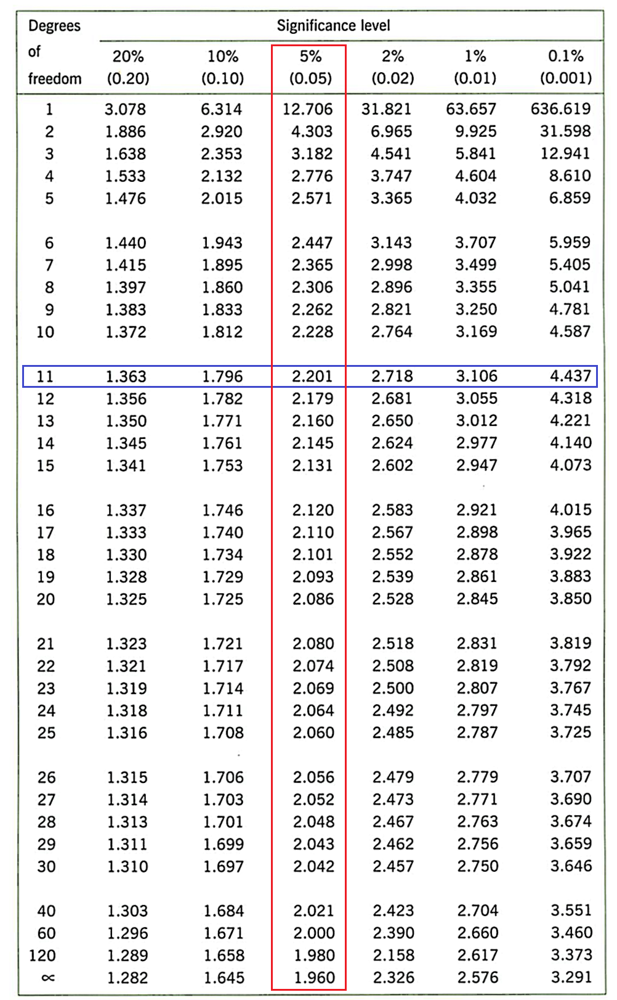 Degrees Significance level
of
20% 10% 5% 2% 1% 0.1%
freedom (0.20) (0.10) (0.05) (0.02) (0.01) (0.001)
1 3.078 6.314 12.706 31.821 63.657 636.619
2 1.886 2.920 4.303 6.965 9.925 31.598
3 1.638 2.353 3.182 4.541 5.841 12.941
4 1.533 2.132 2.776 3.747 4.604 8.610
5 1.476 2.015 2.571 3.365 4.032 6.859
6 1.440 1.943 2.447 3.143 3.707 5.959
7 1.415 1.895 2.365 2.998 3.499 5.405
8 1.397 1.860 2.306 2.896 3.355 5.041
9 1.383 1.833 2.262 2.821 3.250 4.781
10 1.372 1.812 2.228 2.764 3.169 4.587
11 1.363 1.796 2.201 2.718 3.106 4.437
12 1.356 1.782 2.179 2.681 3.055 4.318
13 1.350 1.771 2.160 2.650 3.012 4.221
14 1.345 1.761 2.145 2.624 2.977 4.140
15 1.341 1.753 2.131 2.602 2.947 4.073
16 1.337 1.746 2.120 2.583 2.921 4.015
17 1.333 1.740 2.110 2.567 2.898 3.965
18 1.330 1.734 2.101 2.552 2.878 3.922
19 1.328 1.729 2.093 2.539 2.861 3.883
20 1.325 1.725 2.086 2.528 2.845 3.850
21 1.323 1.721 2.080 2.518 2.831 3.819
22 1.321 1.717 2.074 2.508 2.819 3.792
23 1.319 1.714 2.069 2.500 2.807 3.767
24 1.318 1.711 2.064 2.492 2.797 3.745
25 1.316 1.708 2.060 2.485 2.787 3.725
26 1.315 1.706 2.056 2.479 2.779 3.707
27 1.314 1.703 2.052 2.473 2.771 3.690
28 1.313 1.701 2.048 2.467 2.763 3.674
29 1.311 1.699 2.043 2.462 2.756 3.659
30 1.310 1.697 2.042 2.457 2.750 3.646
40 1.303 1.684 2.021 2.423 2.704 3.551
60 1.296 1.671 2.000 2.390 2.660 3.460
120 1.289 1.658 1.980 2.158 2.617 3.373
∝ 1.282 1.645 1.960 2.326 2.576 3.291